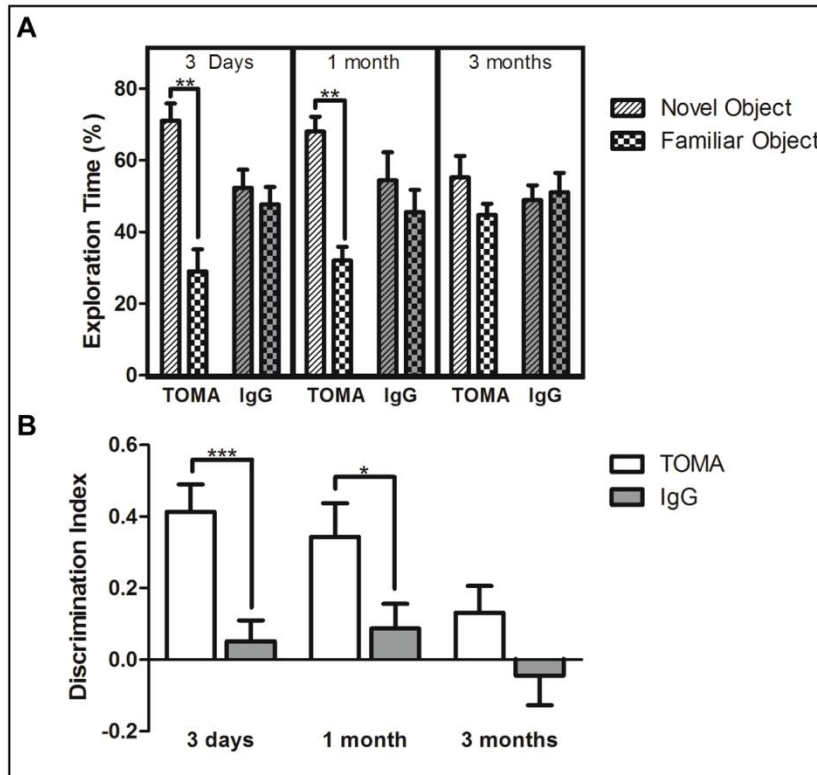 A
3 Days 1 month 3 months
** **
80
60
40
20
0
Exploration Time (%)
TOMA IgG TOMA IgG TOMA IgG
Novel Object
Familiar Object
B
0.6
0.4
0.2
0.0
-0.2
Discrimination Index
*** *
3 days 1 month 3 months
TOMA
IgG